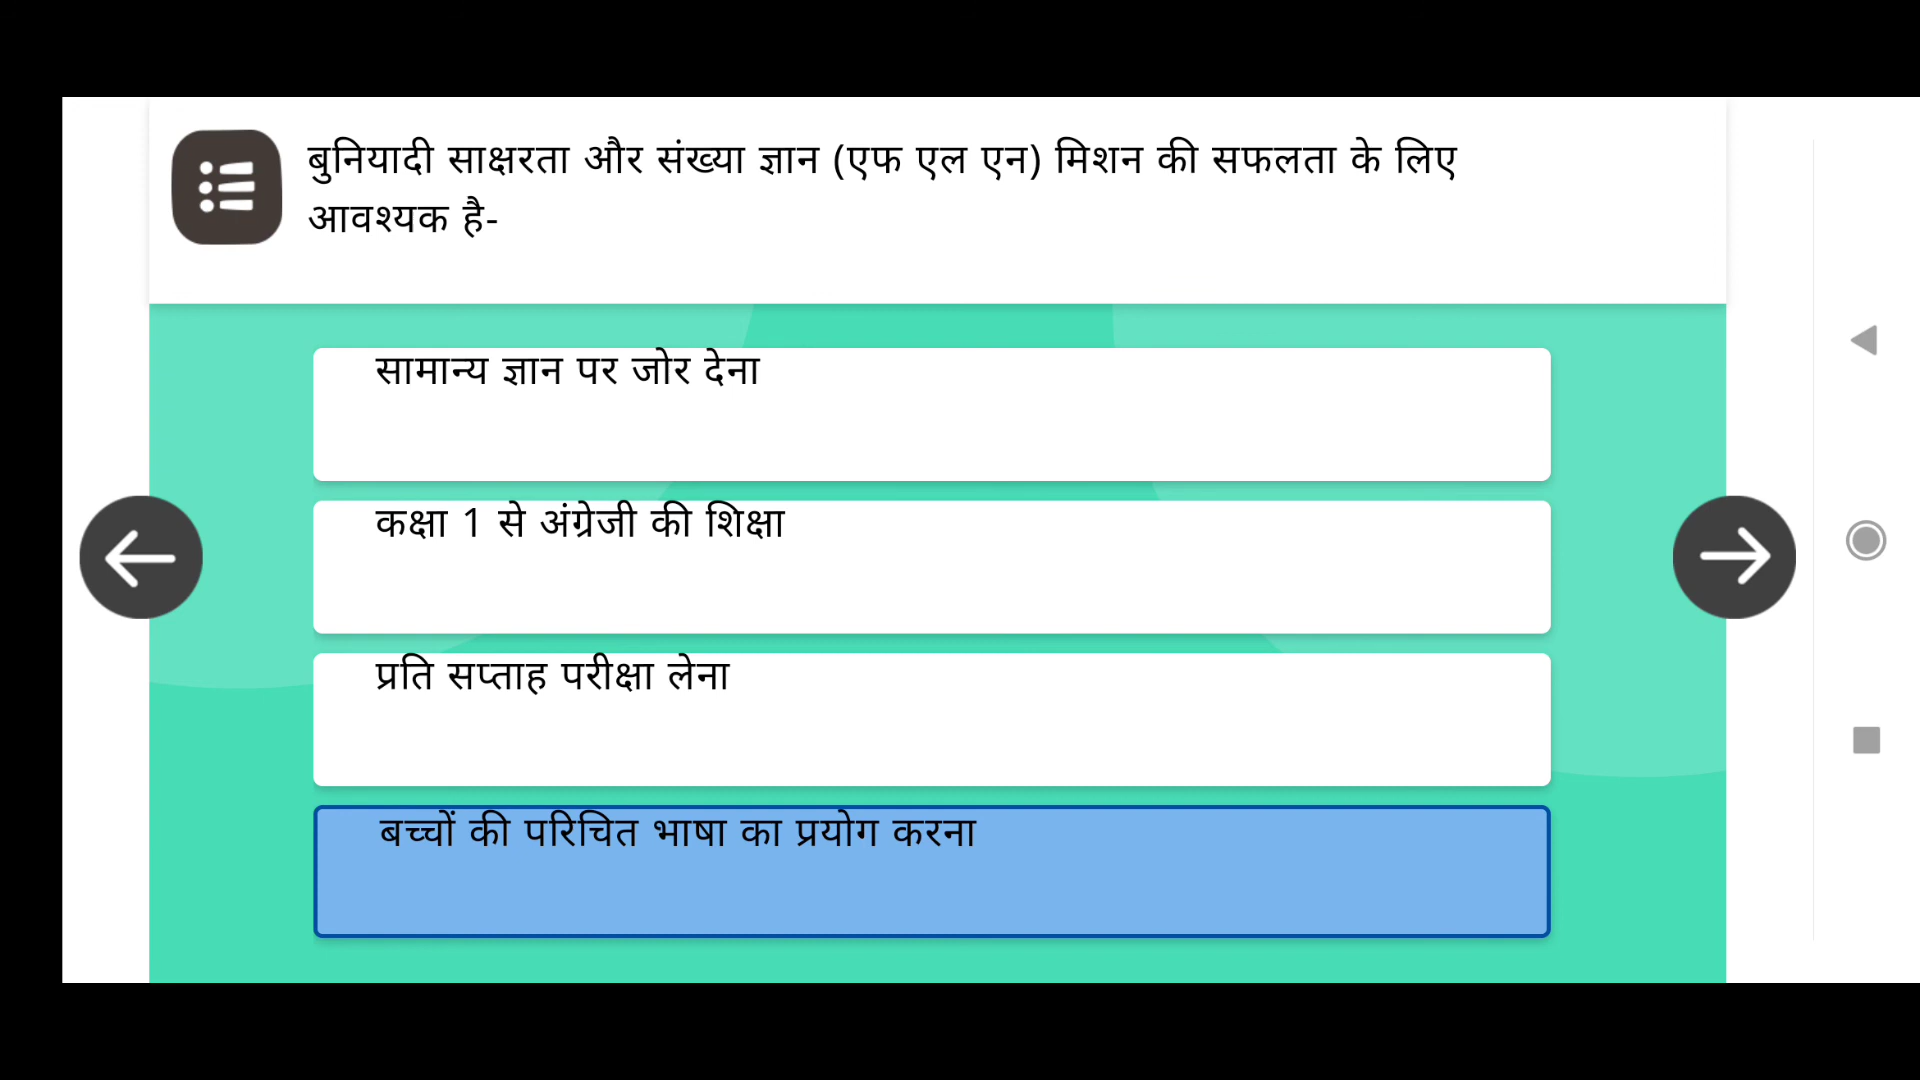 बुनियादी साक्षरता और संख्या ज्ञान (एफ एल एन) मिशन की सफलता के लिए
आवश्यक है-
सामान्य ज्ञान पर जोर देना
कक्षा 1 से अंग्रेजी की शिक्षा
प्रति सप्ताह परीक्षा लेना
बच्चों की परिचित भाषा का प्रयोग करना